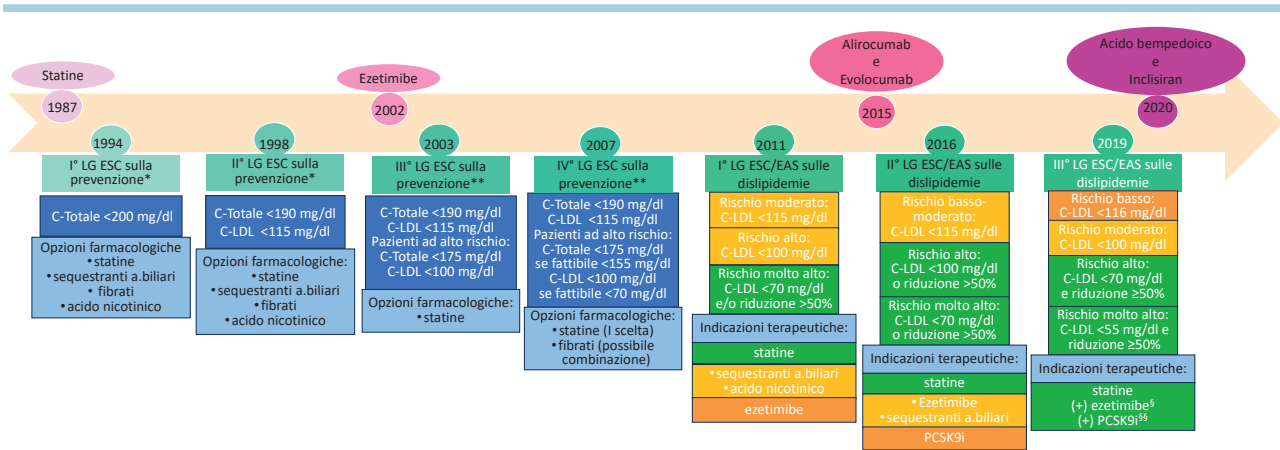 Statine
1987
Ezetimibe
2002
Alirocumab
e
Evolocumab
2015
Acido bempedoico
e
Inclisiran
2020
1994
I° LG ESC sulla
prevenzione*
C-Totale <200 mg/dl
Opzioni farmacologiche
• statine
•sequestranti a.biliari
• fibrati
• acido nicotinico
1998
II° LG ESC sulla
prevenzione*
C-Totale <190 mg/dl
C-LDL <115 mg/dl
Opzioni farmacologiche:
• statine
•sequestranti a.biliari
• fibrati
• acido nicotinico
2003
III° LG ESC sulla
prevenzione**
C-Totale <190 mg/dl
C-LDL <115 mg/dl
Pazienti ad alto rischio:
C-Totale <175 mg/dl
C-LDL <100 mg/dl
Opzioni farmacologiche:
• statine
2007
IV° LG ESC sulla
prevenzione**
C-Totale <190 mg/dl
C-LDL <115 mg/dl
Pazienti ad alto rischio:
C-Totale <175 mg/dl
se fattibile <155 mg/dl
C-LDL <100 mg/dl
se fattibile <70 mg/dl
Opzioni farmacologiche:
• statine (I scelta)
• fibrati (possibile
combinazione)
2011
I° LG ESC/EAS sulle
dislipidemie
Rischio moderato:
C-LDL <115 mg/dl
Rischio alto:
C-LDL <100 mg/dl
Rischio molto alto:
C-LDL <70 mg/dl
e/o riduzione >50%
Indicazioni terapeutiche:
statine
•sequestranti a.biliari
• acido nicotinico
ezetimibe
2016
II° LG ESC/EAS sulle
dislipidemie
Rischio basso-
moderato:
C-LDL <115 mg/dl
Rischio alto:
C-LDL <100 mg/dl
o riduzione >50%
Rischio molto alto:
C-LDL <70 mg/dl
o riduzione >50%
Indicazioni terapeutiche:
statine
• Ezetimibe
• sequestranti a.biliari
PCSK9i
2019
III° LG ESC/EAS sulle
dislipidemie
Rischio basso:
C-LDL <116 mg/dl
Rischio moderato:
C-LDL <100 mg/dl
Rischio alto:
C-LDL <70 mg/dl
e riduzione ≥50%
Rischio molto alto:
C-LDL <55 mg/dl e
riduzione ≥50%
Indicazioni terapeutiche:
statine
(+) ezetimibe§
(+) PCSK9i§§